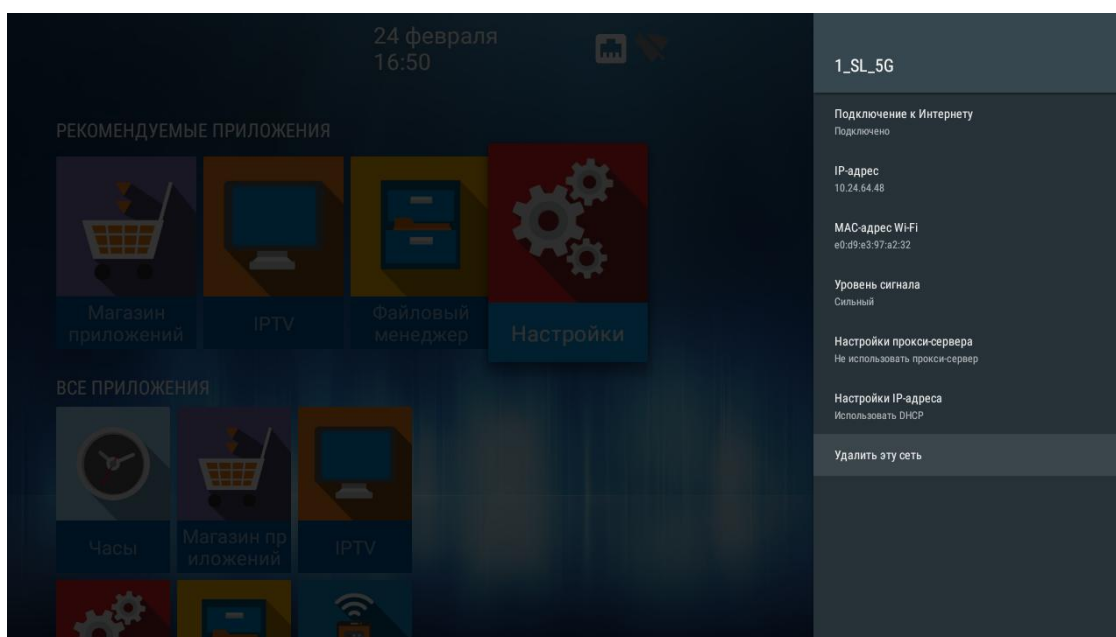 24 февраля
16:50
РЕКОМЕНДУЕМЫЕ ПРИЛОЖЕНИЯ
Магазин
приложений
IPTV
Файловый
менеджер
Настройки
ВСЕ ПРИЛОЖЕНИЯ
Часы
Магазин пр
иложений
IPTV
1_SL_5G
Подключение к Интернету
Подключено
IP-адрес
10.24.64.48
MAC-адрес Wi-Fi
e0:d9:e3:97:a2:32
Уровень сигнала
Сильный
Настройки прокси-сервера
Не использовать прокси-сервер
Настройки IP-адреса
Использовать DHCP
Удалить эту сеть